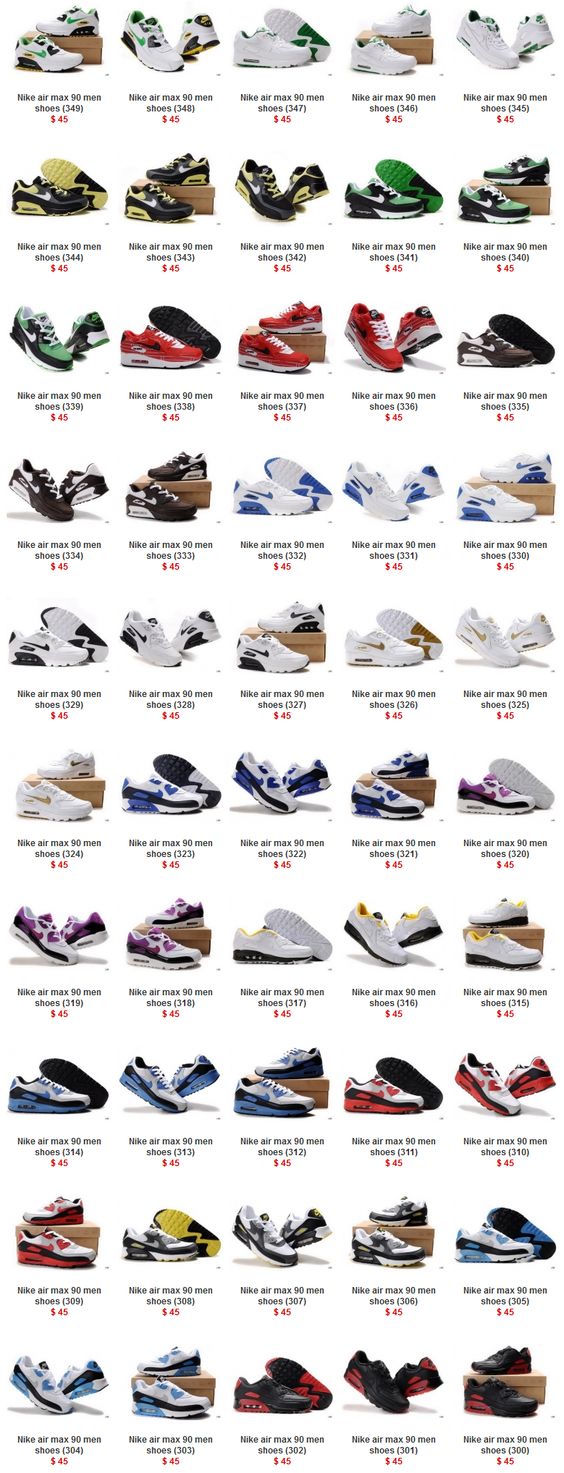 Nike air max 90 men
shoes (349)
$ 45
Nike air max 90 men
shoes (348)
$ 45
Nike air max 90 men
shoes (347)
$ 45
Nike air max 90 men
shoes (346)
$ 45
Nike air max 90 men
shoes (345)
$ 45
Nike air max 90 men
shoes (344)
$ 45
Nike air max 90 men
shoes (343)
$ 45
Nike air max 90 men
shoes (342)
$ 45
Nike air max 90 men
shoes (341)
$ 45
Nike air max 90 men
shoes (340)
$ 45
Nike air max 90 men
shoes (339)
$ 45
Nike air max 90 men
shoes (338)
$ 45
Nike air max 90 men
shoes (337)
$ 45
Nike air max 90 men
shoes (336)
$ 45
Nike air max 90 men
shoes (335)
$ 45
Nike air max 90 men
shoes (334)
$ 45
Nike air max 90 men
shoes (333)
$ 45
Nike air max 90 men
shoes (332)
$ 45
Nike air max 90 men
shoes (331)
$ 45
Nike air max 90 men
shoes (330)
$ 45
Nike air max 90 men
shoes (329)
$ 45
Nike air max 90 men
shoes (328)
$ 45
Nike air max 90 men
shoes (327)
$ 45
Nike air max 90 men
shoes (326)
$ 45
Nike air max 90 men
shoes (325)
$ 45
Nike air max 90 men
shoes (324)
$ 45
Nike air max 90 men
shoes (323)
$ 45
Nike air max 90 men
shoes (322)
$ 45
Nike air max 90 men
shoes (321)
$ 45
Nike air max 90 men
shoes (320)
$ 45
Nike air max 90 men
shoes (319)
$ 45
Nike air max 90 men
shoes (318)
$ 45
Nike air max 90 men
shoes (317)
$ 45
Nike air max 90 men
shoes (316)
$ 45
Nike air max 90 men
shoes (315)
$ 45
Nike air max 90 men
shoes (314)
$ 45
Nike air max 90 men
shoes (313)
$ 45
Nike air max 90 men
shoes (312)
$ 45
Nike air max 90 men
shoes (311)
$ 45
Nike air max 90 men
shoes (310)
$ 45
Nike air max 90 men
shoes (309)
$ 45
Nike air max 90 men
shoes (308)
$ 45
Nike air max 90 men
shoes (307)
$ 45
Nike air max 90 men
shoes (306)
$ 45
Nike air max 90 men
shoes (305)
$ 45
Nike air max 90 men
shoes (304)
$ 45
Nike air max 90 men
shoes (303)
$ 45
Nike air max 90 men
shoes (302)
$ 45
Nike air max 90 men
shoes (301)
$ 45
Nike air max 90 men
shoes (300)
$ 45